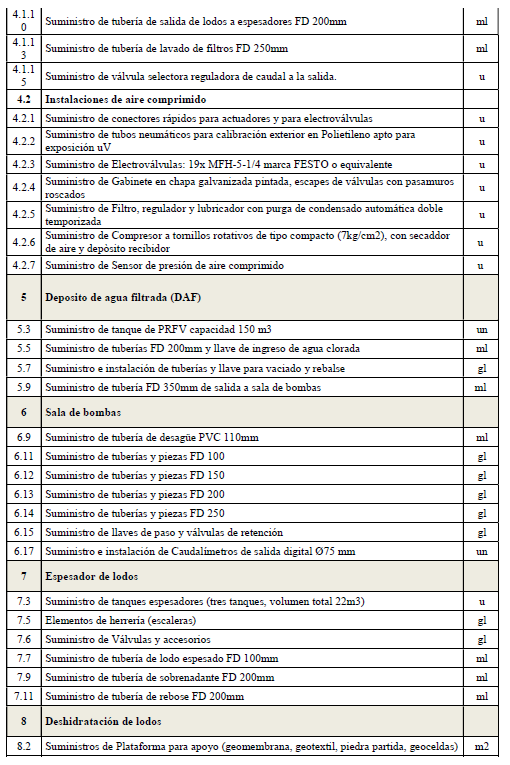 4.1.1
0 Suministro de tubería de salida de lodos a espesadores FD 200mm ml
4.1.1
3 Suministro de tubería de lavado de filtros FD 250mm ml
4.1.1
5 Suministro de válvula selectora reguladora de caudal a la salida. u
4.2 Instalaciones de aire comprimido
4.2.1 Suministro de conectores rápidos para actuadores y para electroválvulas u
4.2.2 Suministro de tubos neumáticos para calibración exterior en Polietileno apto para
exposición uV u
4.2.3 Suministro de Electroválvulas: 19x MFH-5-1/4 marca FESTO o equivalente u
4.2.4 Suministro de Gabinete en chapa galvanizada pintada, escapes de válvulas con pasamuros
roscados u
4.2.5 Suministro de Filtro, regulador y lubricador con purga de condensado automática doble
temporizada u
4.2.6 Suministro de Compresor a tornillos rotativos de tipo compacto (7kg/cm2), con secaddor
de aire y depósito recibidor u
4.2.7 Suministro de Sensor de presión de aire comprimido u
5 Deposito de agua filtrada (DAF)
5.3 Suministro de tanque de PRFV capacidad 150 m3 un
5.5 Suministro de tuberías FD 200mm y llave de ingreso de agua clorada ml
5.7 Suministro e instalación de tuberías y llave para vaciado y rebalse gl
5.9 Suministro de tubería FD 350mm de salida a sala de bombas ml
6 Sala de bombas
6.9 Suministro de tubería de desagüe PVC 110mm ml
6.11 Suministro de tuberías y piezas FD 100 gl
6.12 Suministro de tuberías y piezas FD 150 gl
6.13 Suministro de tuberías y piezas FD 200 gl
6.14 Suministro de tuberías y piezas FD 250 gl
6.15 Suministro de llaves de paso y válvulas de retención gl
6.17 Suministro e instalación de Caudalímetros de salida digital Ø75 mm un
7 Espesador de lodos
7.3 Suministro de tanques espesadores (tres tanques, volumen total 22m3) u
7.5 Elementos de herrería (escaleras) gl
7.6 Suministro de Válvulas y accesorios gl
7.7 Suministro de tubería de lodo espesado FD 100mm ml
7.9 Suministro de tubería de sobrenadante FD 200mm ml
7.11 Suministro de tubería de rebose FD 200mm ml
8 Deshidratación de lodos
8.2 Suministros de Plataforma para apoyo (geomembrana, geotextil, piedra partida, geoceldas) m2